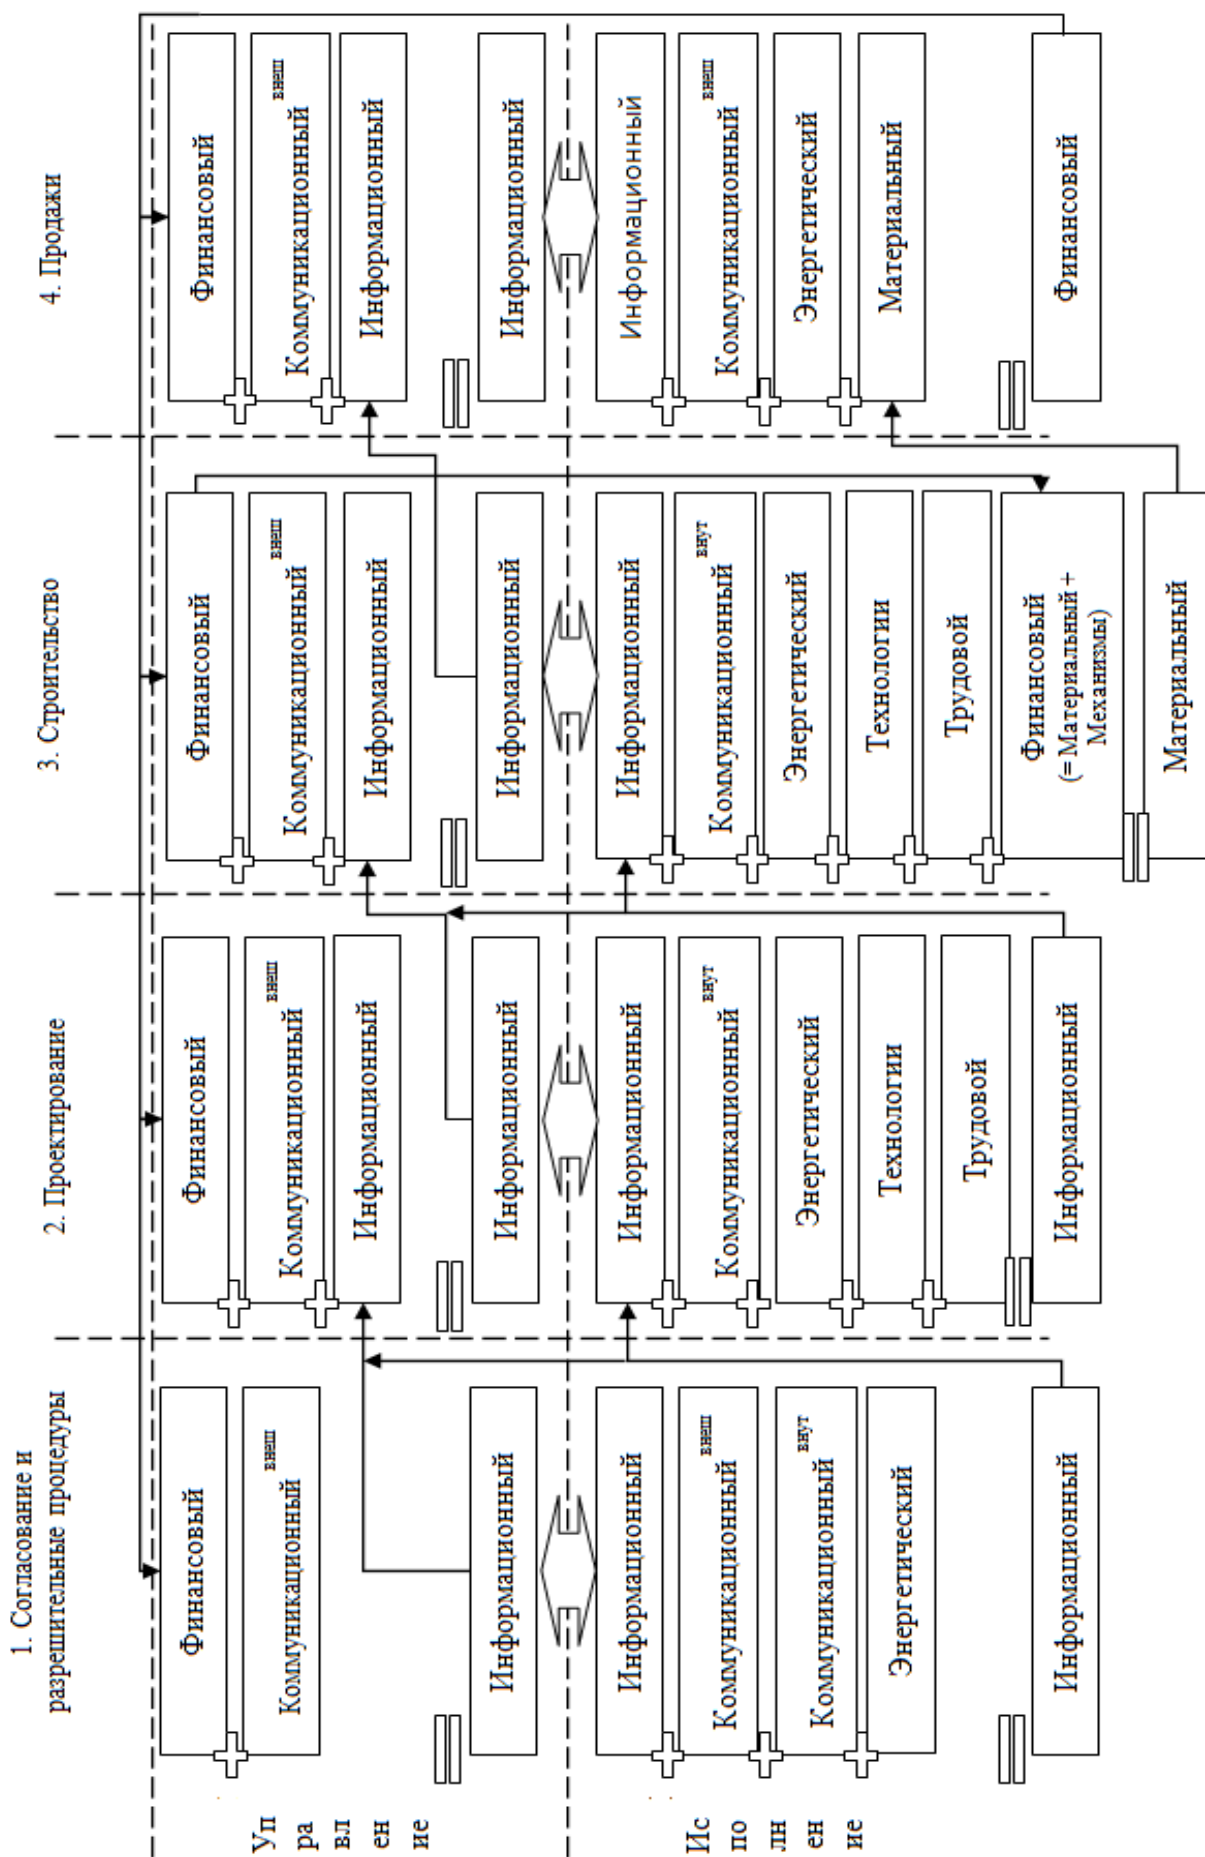 1. Согласование и
разрешительные процедуры
2. Проектирование
3. Строительство
4. Продажи
Уп
ра
вл
ен
ие
Финансовый
Коммуникационный внеш
Информационный
Финансовый
Коммуникационный внеш
Информационный
Информационный
Финансовый
Коммуникационный внеш
Информационный
Информационный
Финансовый
Коммуникационный внеш
Информационный
Информационный
Ис
по
лн
ен
ие
Информационный
Коммуникационный внеш
Коммуникационный внут
Энергетический
Информационный
Информационный
Коммуникационный внут
Энергетический
Технологии
Трудовой
Информационный
Информационный
Коммуникационный внут
Энергетический
Технологии
Трудовой
Финансовый
(= Материальный +
Механизмы)
Материальный
Информационный
Коммуникационный внеш
Энергетический
Материальный
Финансовый